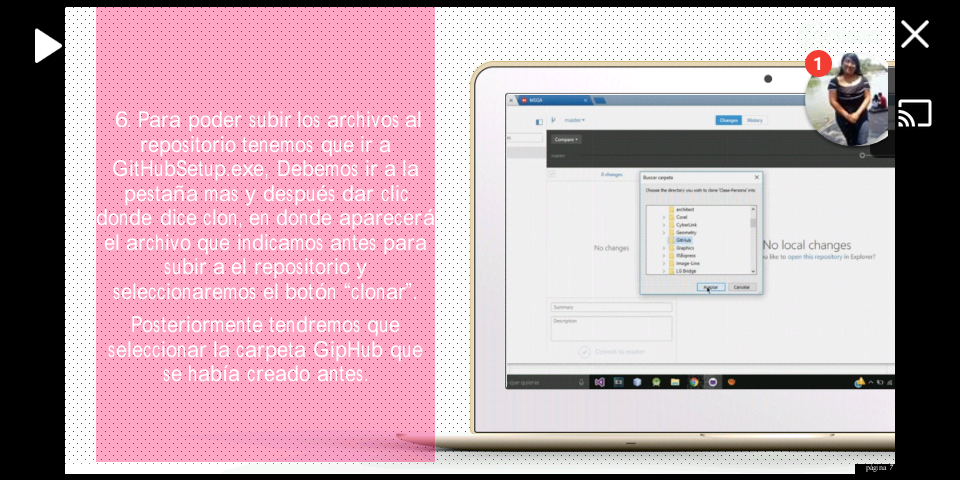 6. Para poder subir los archivos al
repositorio tenemos que ir a
GitHubSetup.exe, Debemos ir a la
pestaña mas y después dar clic
donde dice clon, en donde aparecerá
el archivo que indicamos antes para
subir a el repositorio y
seleccionaremos el botón “clonar”.
Posteriormente tendremos que
seleccionar la carpeta GipHub que
se había creado antes.
1
MEGA
master
Changes
History
Compare
master
0 changes
No changes
Buscar carpeta
Choose the directory you wish to clone 'Clase-Persona' into:
architect
Corel
CyberLink
Geometry
GitHub
Graphics
IISExpress
Image-Line
LG Bridge
Aceptar
Cancelar
No local changes
u like to open this repository in Explorer?
Summary
Description
Commit to master
página 7